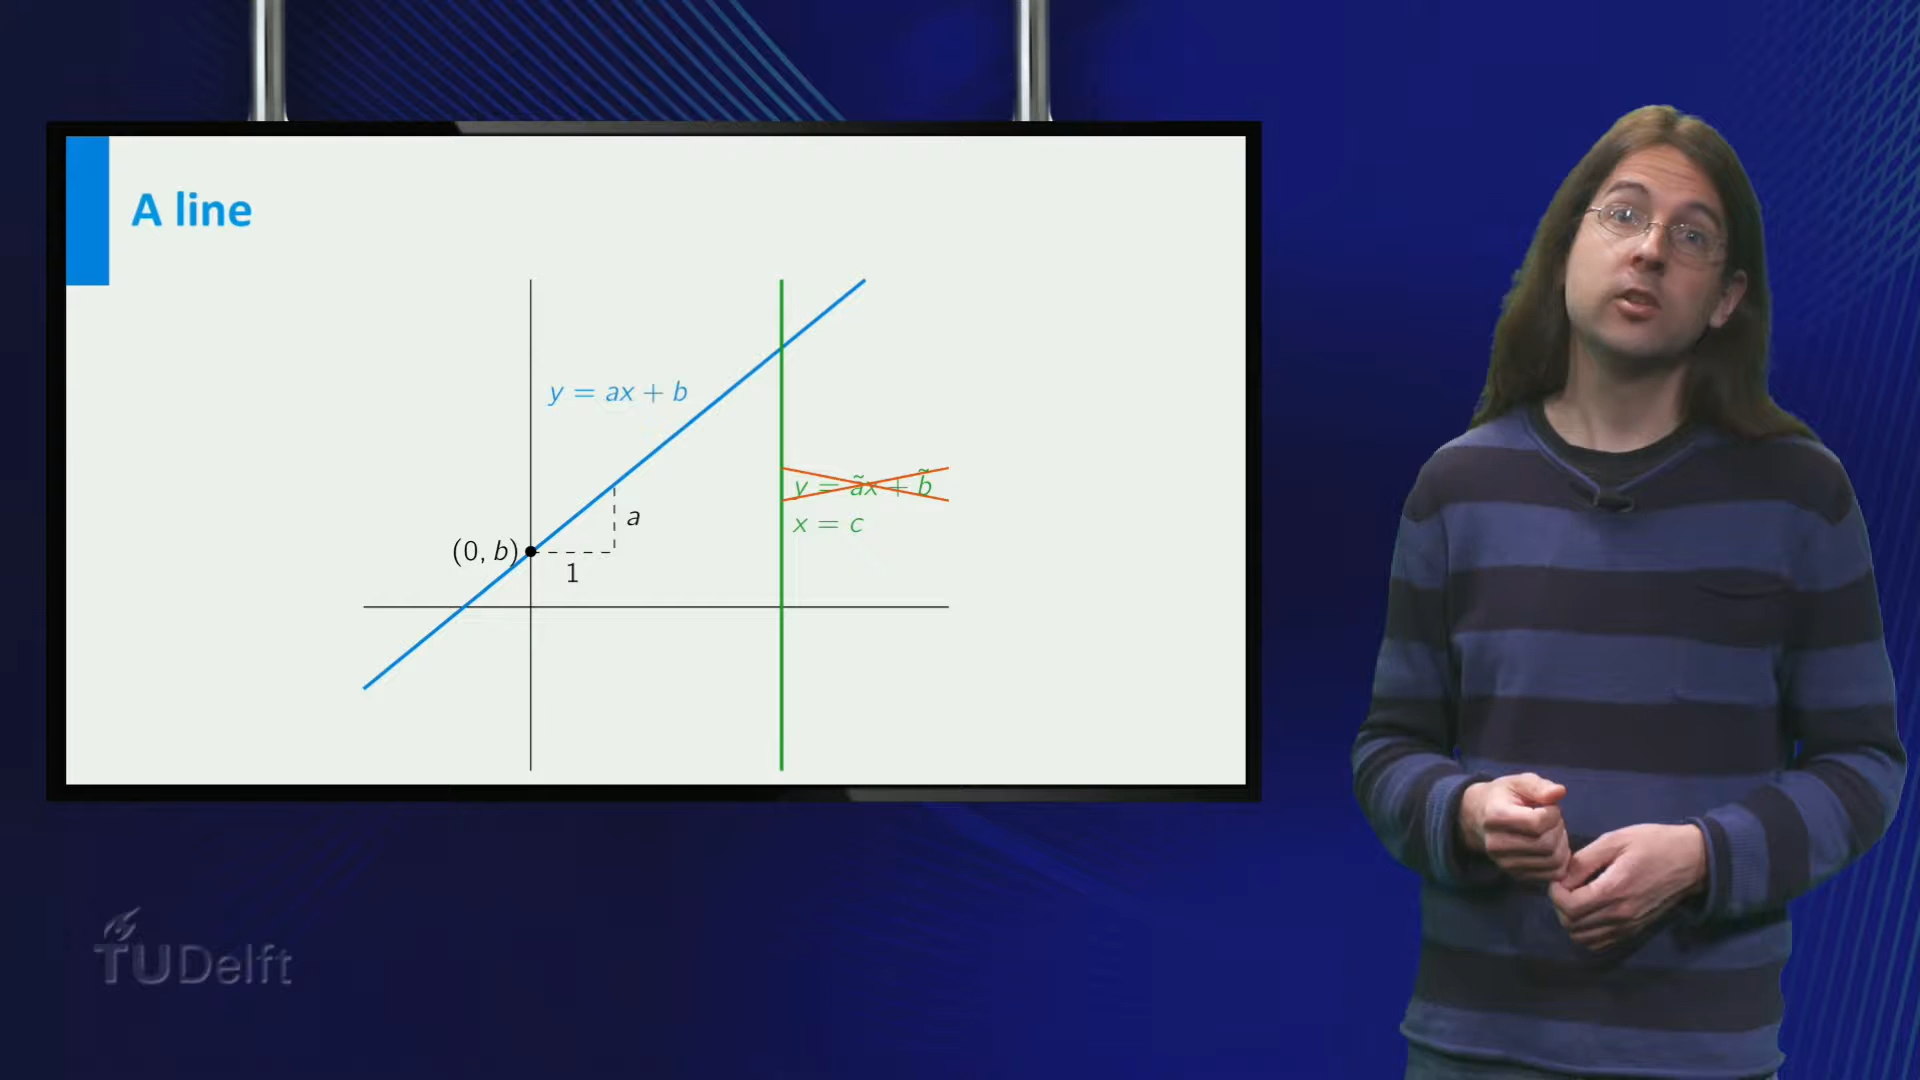 A line
y = ax + b
y = ãx + b̃
x = c
a
(0, b)
1
TUDelft